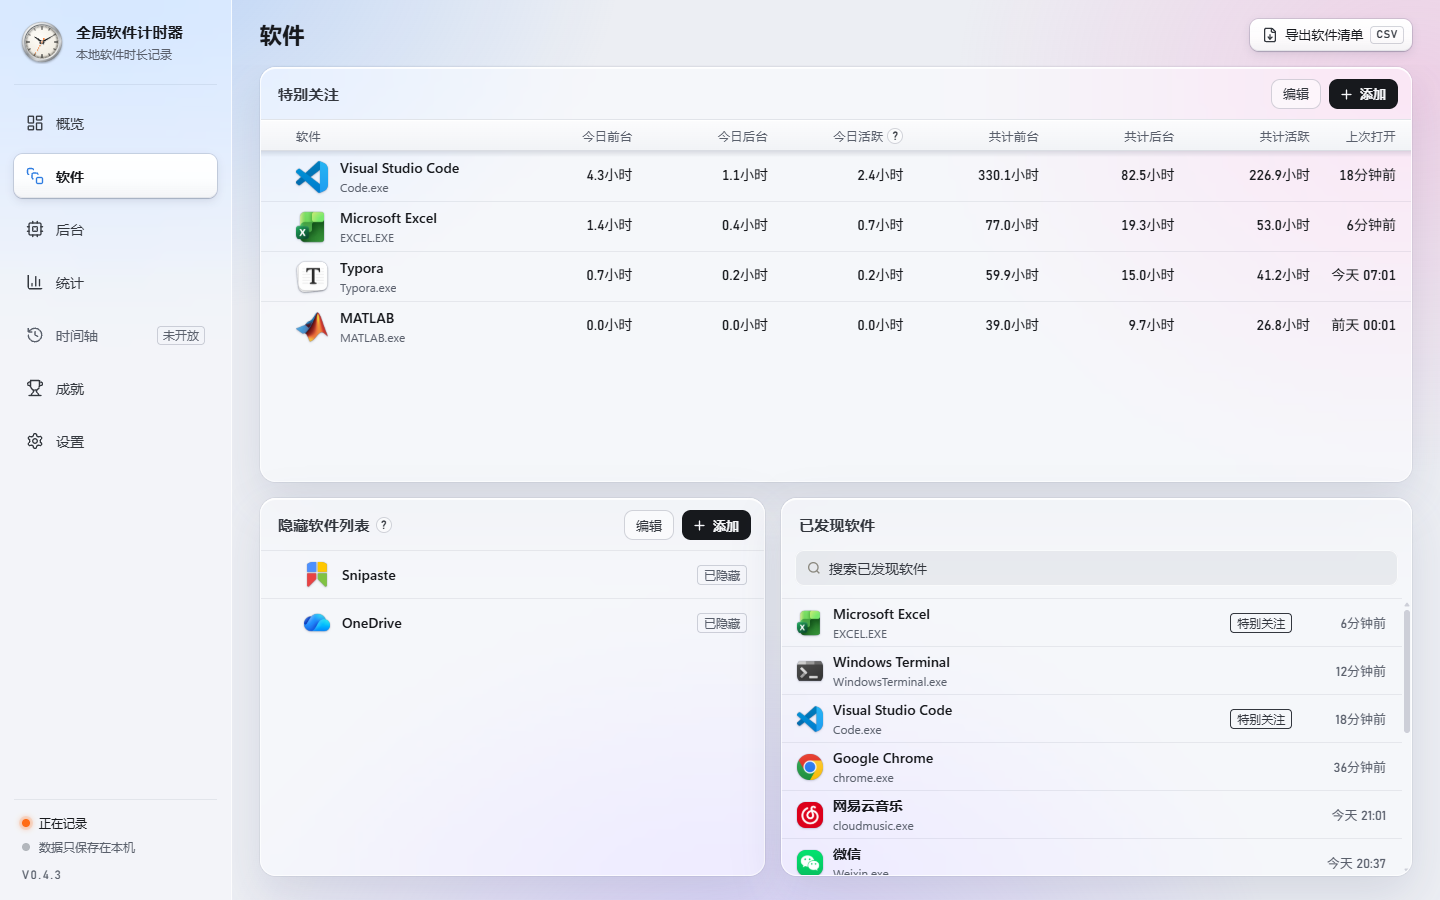 全局软件计时器
本地软件时长记录
概览
软件
后台
统计
时间轴 未开放
成就
设置
正在记录
数据只保存在本机
V0.4.3
软件
导出软件清单 CSV
特别关注
编辑
+ 添加
软件 今日前台 今日后台 今日活跃 ? 共计前台 共计后台 共计活跃 上次打开
Visual Studio Code
Code.exe
4.3小时 1.1小时 2.4小时 330.1小时 82.5小时 226.9小时 18分钟前
Microsoft Excel
EXCEL.EXE
1.4小时 0.4小时 0.7小时 77.0小时 19.3小时 53.0小时 6分钟前
Typora
Typora.exe
0.7小时 0.2小时 0.2小时 59.9小时 15.0小时 41.2小时 今天 07:01
MATLAB
MATLAB.exe
0.0小时 0.0小时 0.0小时 39.0小时 9.7小时 26.8小时 前天 00:01
隐藏软件列表 ?
编辑
+ 添加
Snipaste 已隐藏
OneDrive 已隐藏
已发现软件
搜索已发现软件
Microsoft Excel
EXCEL.EXE
特别关注 6分钟前
Windows Terminal
WindowsTerminal.exe
12分钟前
Visual Studio Code
Code.exe
特别关注 18分钟前
Google Chrome
chrome.exe
36分钟前
网易云音乐
cloudmusic.exe
今天 21:01
微信
Weixin.exe
今天 20:37